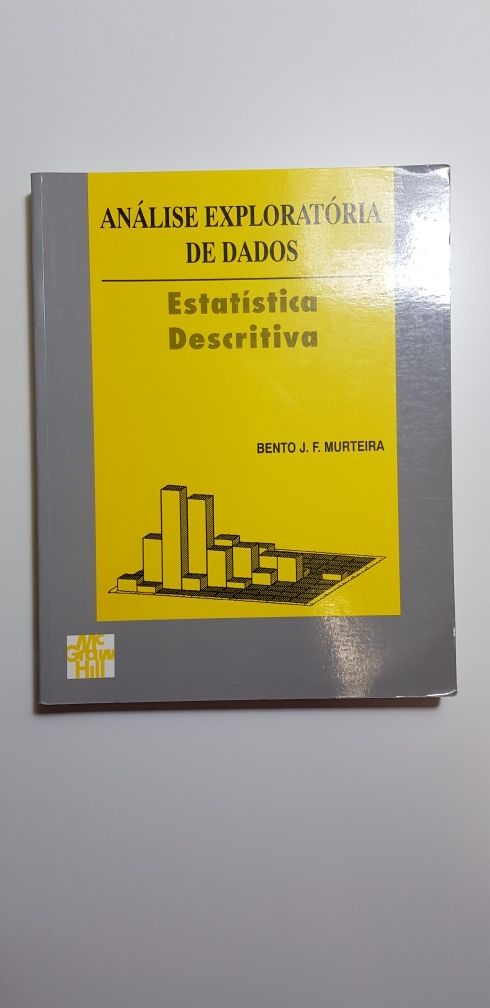 ANÁLISE EXPLORATÓRIA
DE DADOS
Estatística
Descritiva
BENTO J. F. MURTEIRA
Mc
Graw
Hill